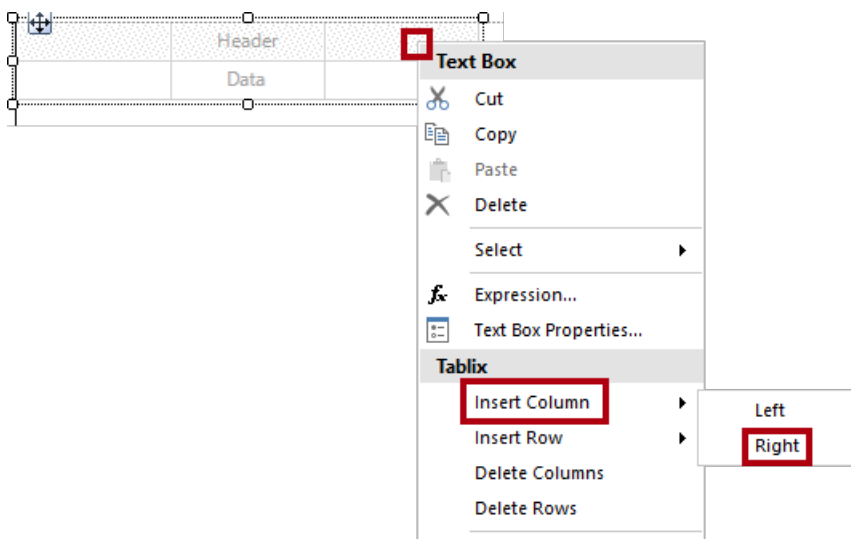 Header
Data
Text Box
Cut
Copy
Paste
Delete
Select
fx Expression...
Text Box Properties...
Tablix
Insert Column
Left
Insert Row
Right
Delete Columns
Delete Rows